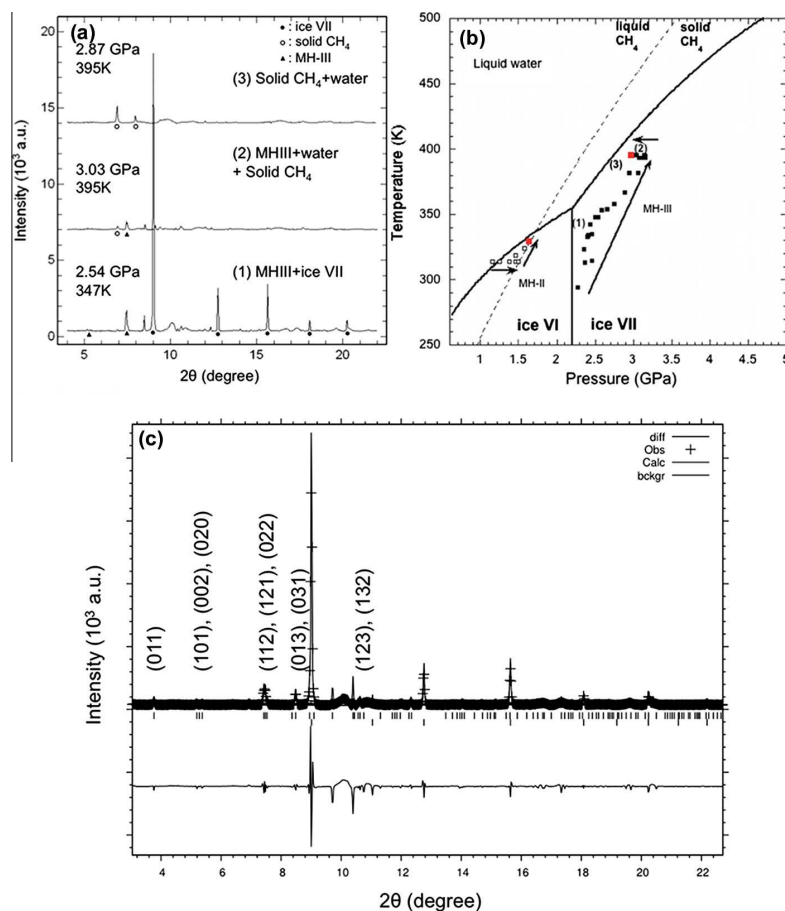 (a)
● : ice VII
○ : solid CH₄
▲ : MH-III
2.87 GPa
395K
(3) Solid CH₄+water
3.03 GPa
395K
(2) MHIII+water
+ Solid CH₄
2.54 GPa
347K
(1) MHIII+ice VII
Intensity (10³ a.u.)
20
15
10
5
0
5
10
15
20
2θ (degree)
(b)
liquid
CH₄
solid
CH₄
Liquid water
(2)
(3)
(1)
MH-III
MH-II
ice VI
ice VII
Temperature (K)
500
450
400
350
300
250
1
1.5
2
2.5
3
3.5
4
4.5
5
Pressure (GPa)
(c)
diff
Obs
Calc
bckgr
(011)
(101), (002), (020)
(112), (121), (022)
(013), (031)
(123), (132)
Intensity (10³ a.u.)
4
6
8
10
12
14
16
18
20
22
2θ (degree)